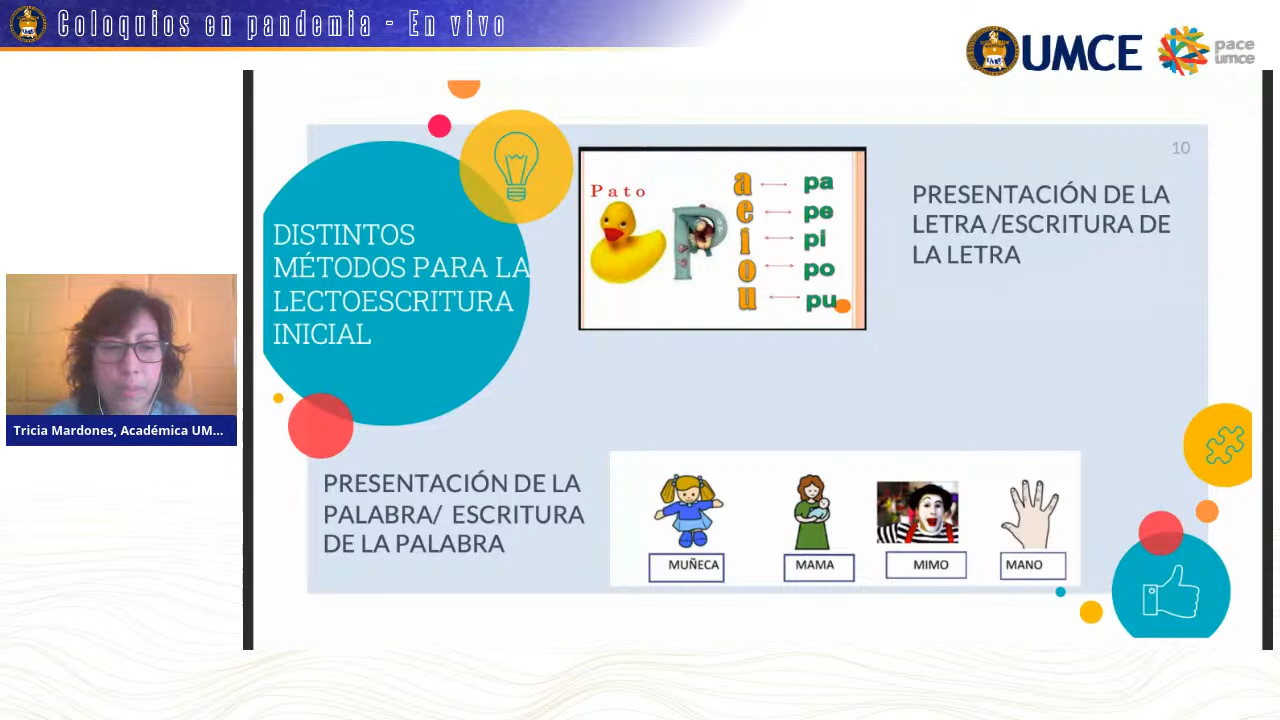 Coloquios en pandemia - En vivo
UMCE
pace
umce
10
DISTINTOS
MÉTODOS PARA LA
LECTOESCRITURA
INICIAL
Pato
P
a pa
e pe
i pi
o po
u pu
PRESENTACIÓN DE LA
LETRA /ESCRITURA DE
LA LETRA
Tricia Mardones, Académica UM...
PRESENTACIÓN DE LA
PALABRA/ ESCRITURA
DE LA PALABRA
MUÑECA
MAMA
MIMO
MANO